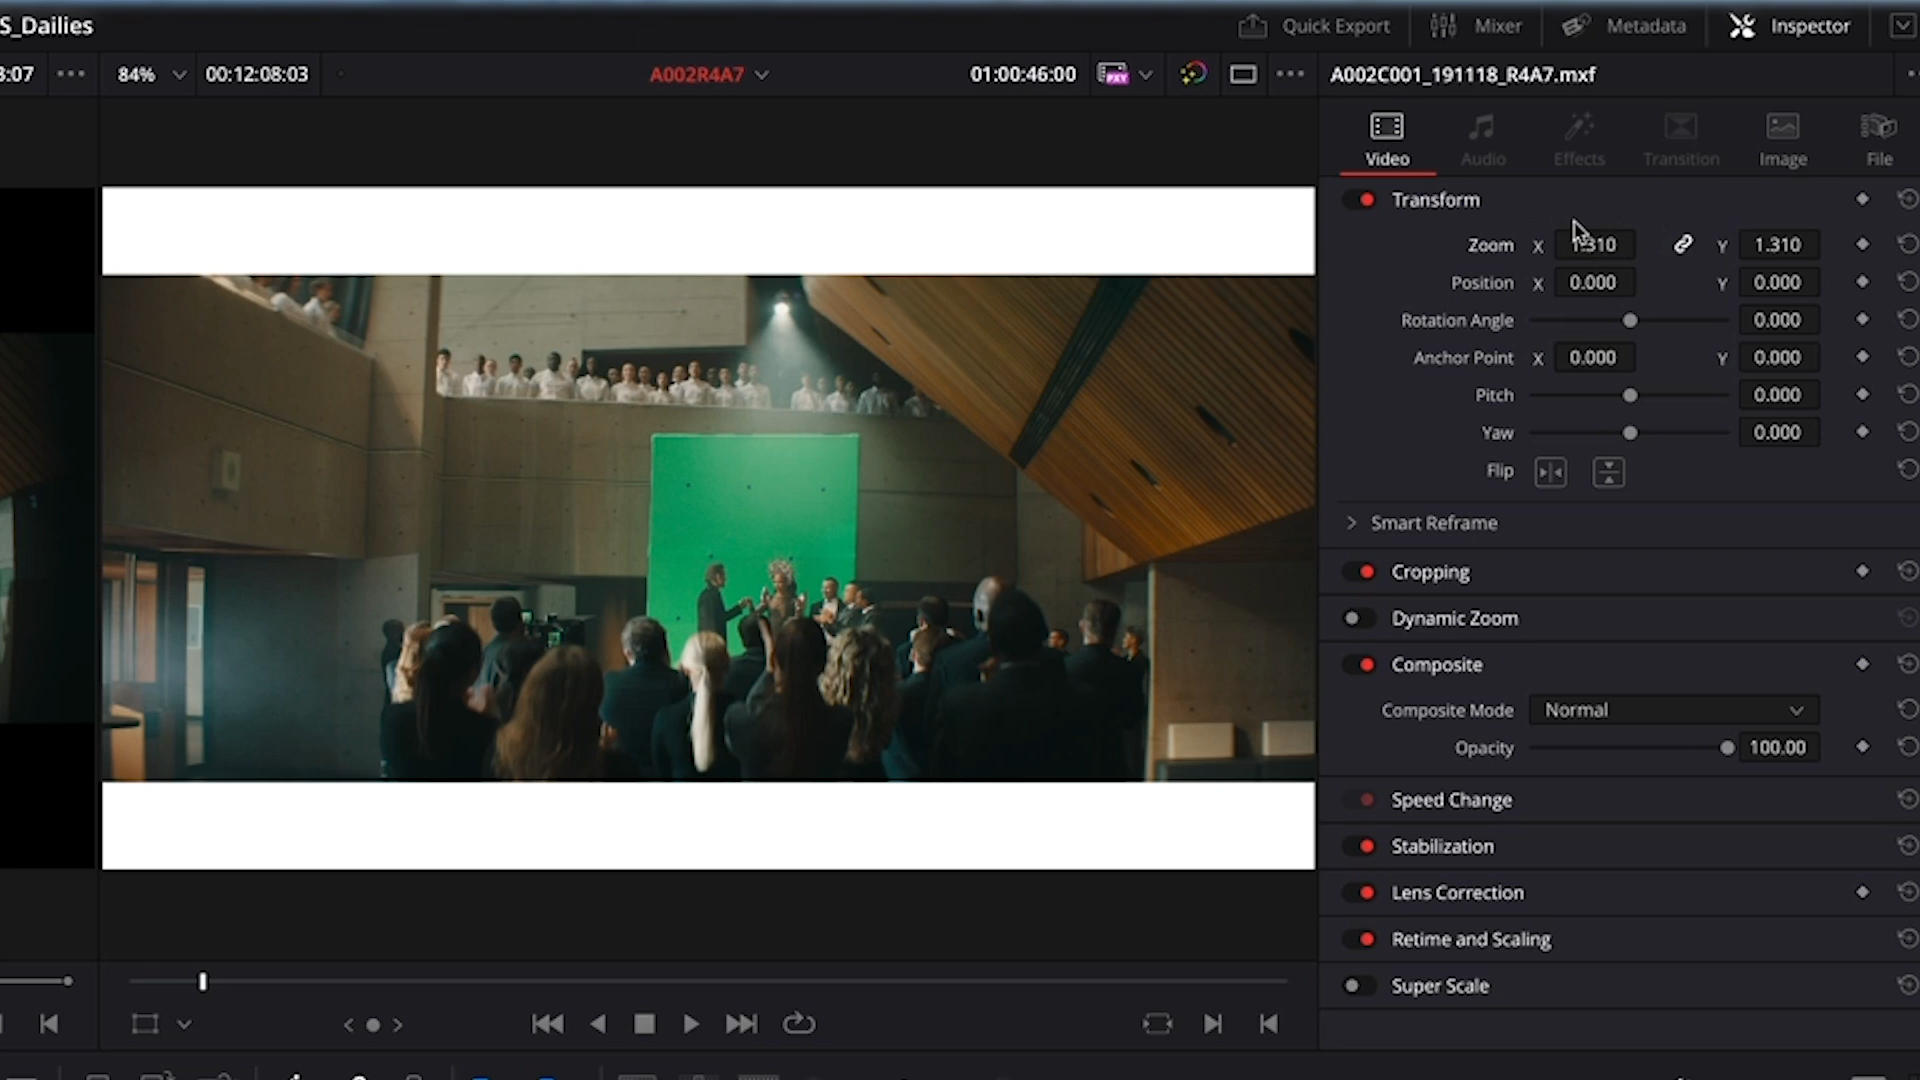 S_Dailies
Quick Export
Mixer
Metadata
Inspector
3:07
84%
00:12:08:03
A002R4A7
01:00:46:00
PXY
A002C001_191118_R4A7.mxf
Video
Audio
Effects
Transition
Image
File
Transform
Zoom X 1.310 Y 1.310
Position X 0.000 Y 0.000
Rotation Angle 0.000
Anchor Point X 0.000 Y 0.000
Pitch 0.000
Yaw 0.000
Flip
Smart Reframe
Cropping
Dynamic Zoom
Composite
Composite Mode Normal
Opacity 100.00
Speed Change
Stabilization
Lens Correction
Retime and Scaling
Super Scale